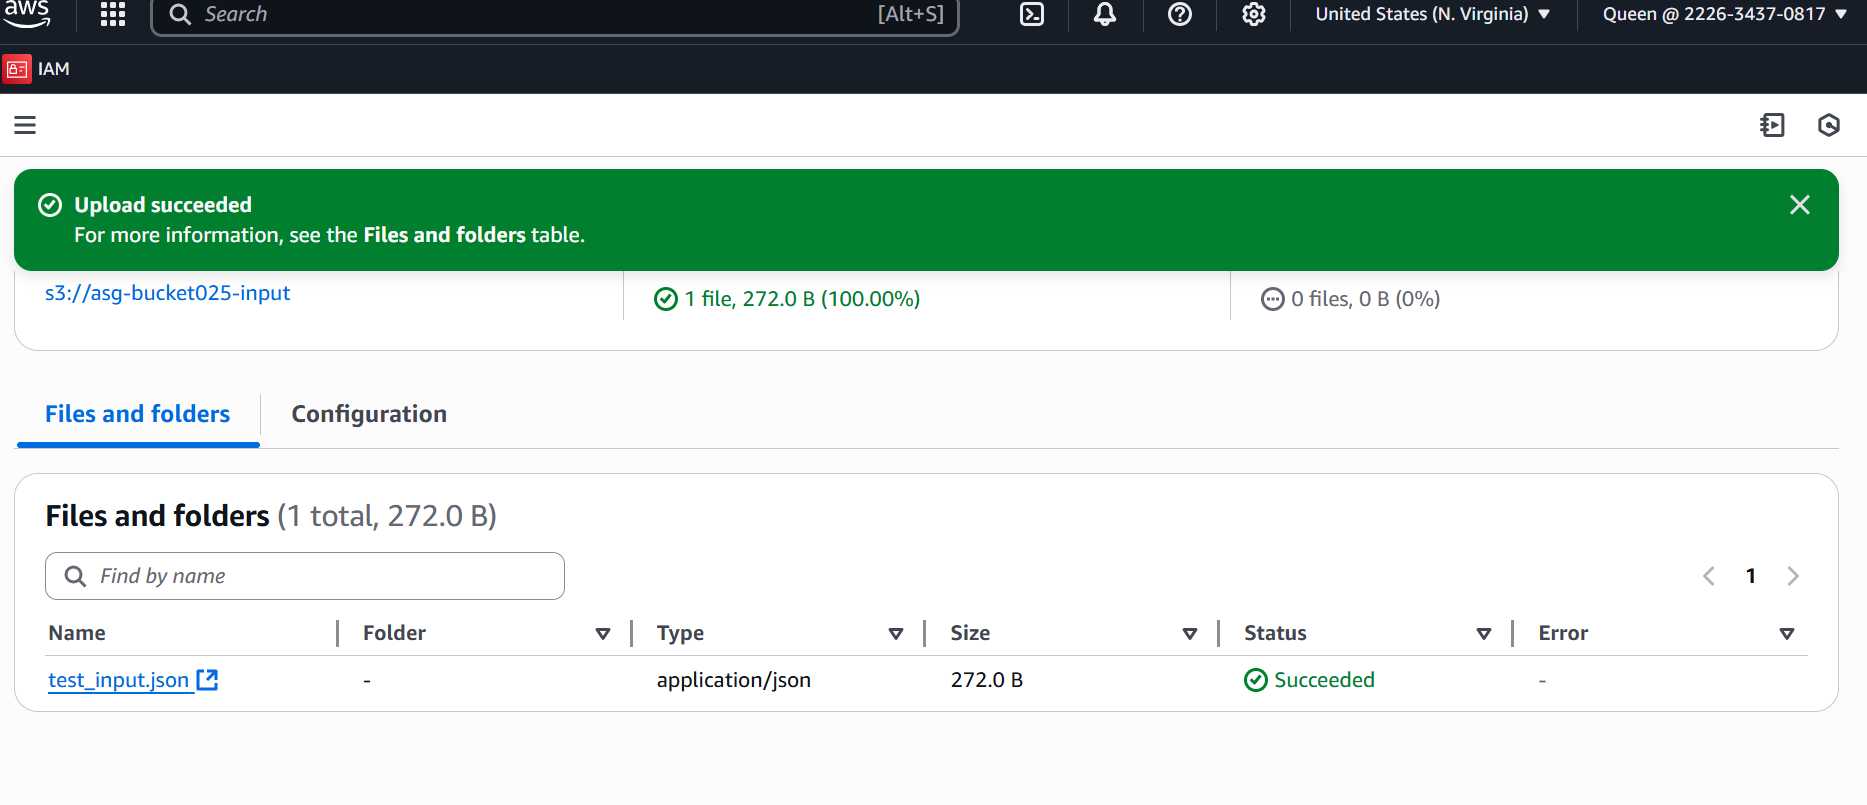 aws
Search [Alt+S] United States (N. Virginia) Queen @ 2226-3437-0817
IAM
Upload succeeded
For more information, see the Files and folders table.
s3://asg-bucket025-input 1 file, 272.0 B (100.00%) 0 files, 0 B (0%)
Files and folders Configuration
Files and folders (1 total, 272.0 B)
Find by name 1
Name Folder Type Size Status Error
test_input.json - application/json 272.0 B Succeeded -